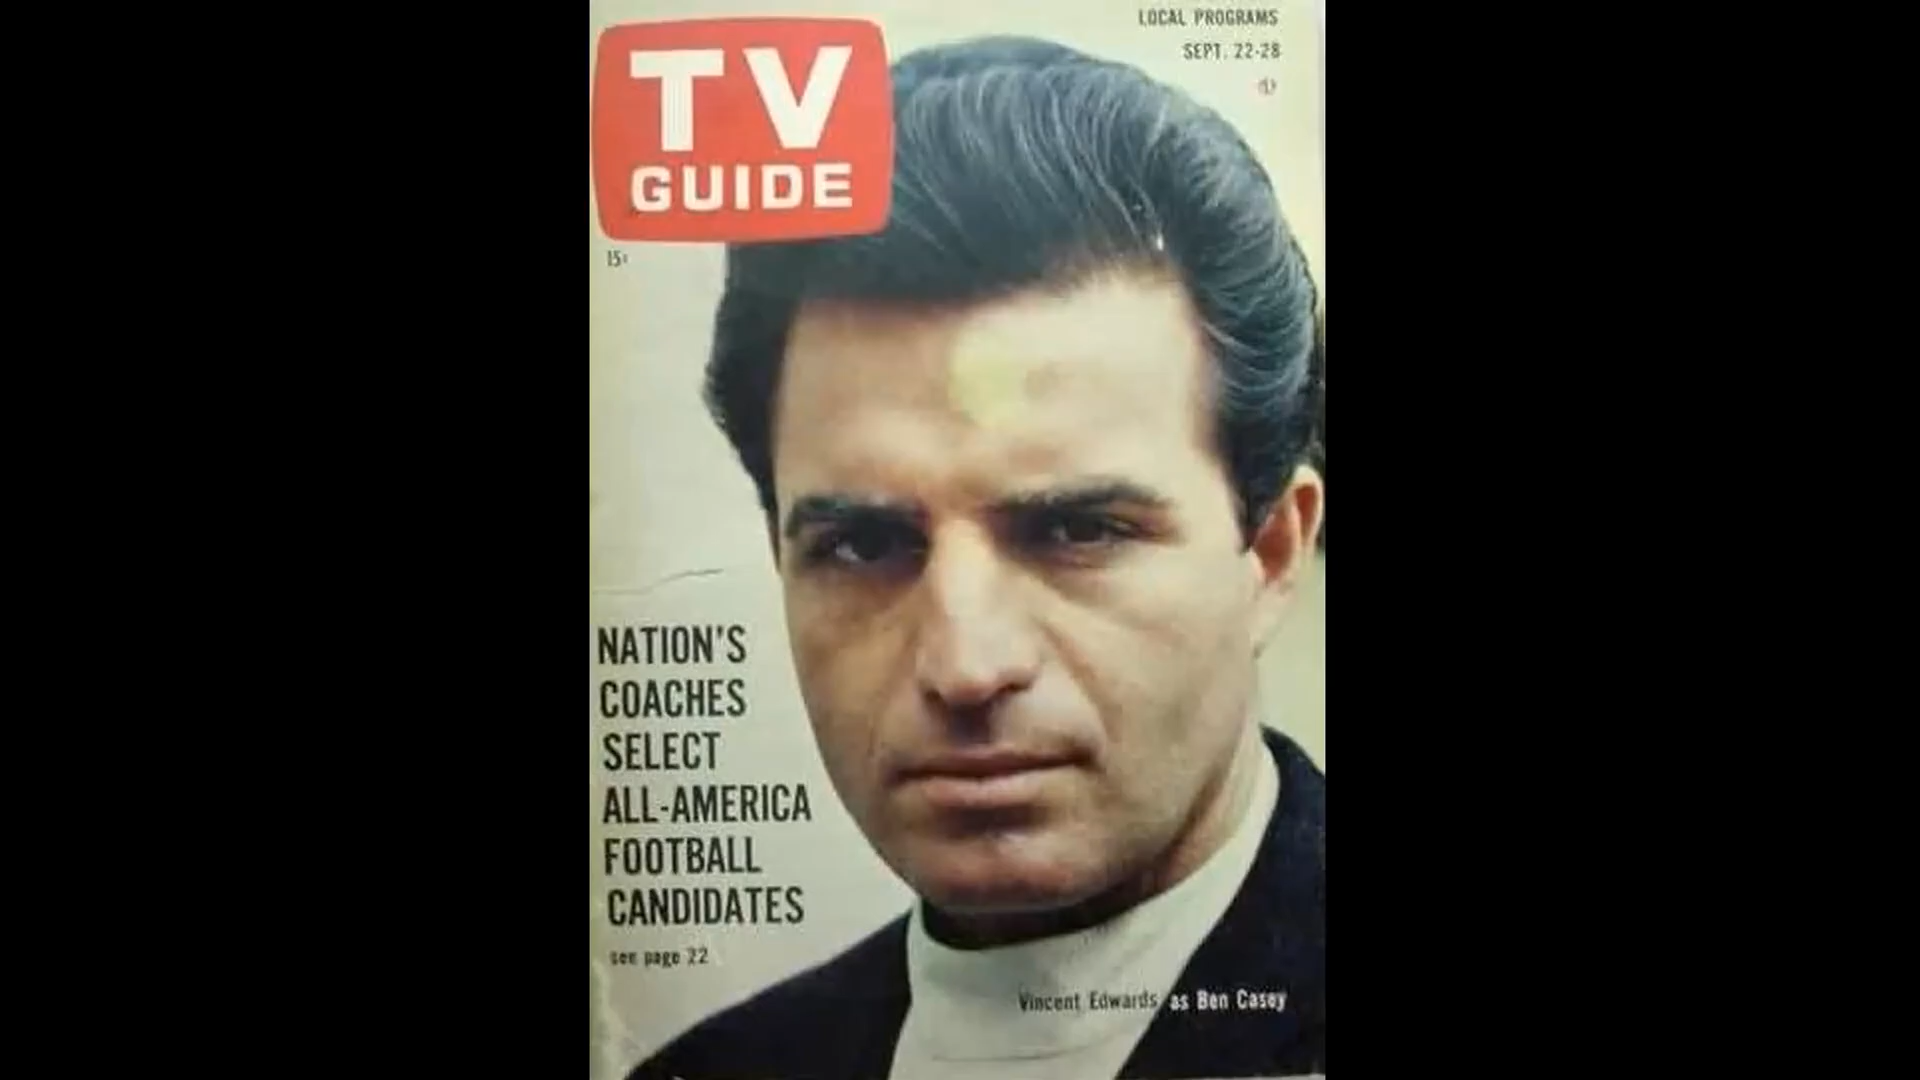 LOCAL PROGRAMS
SEPT. 22-28
TV
GUIDE
15¢
NATION'S
COACHES
SELECT
ALL-AMERICA
FOOTBALL
CANDIDATES
see page 22
Vincent Edwards as Ben Casey